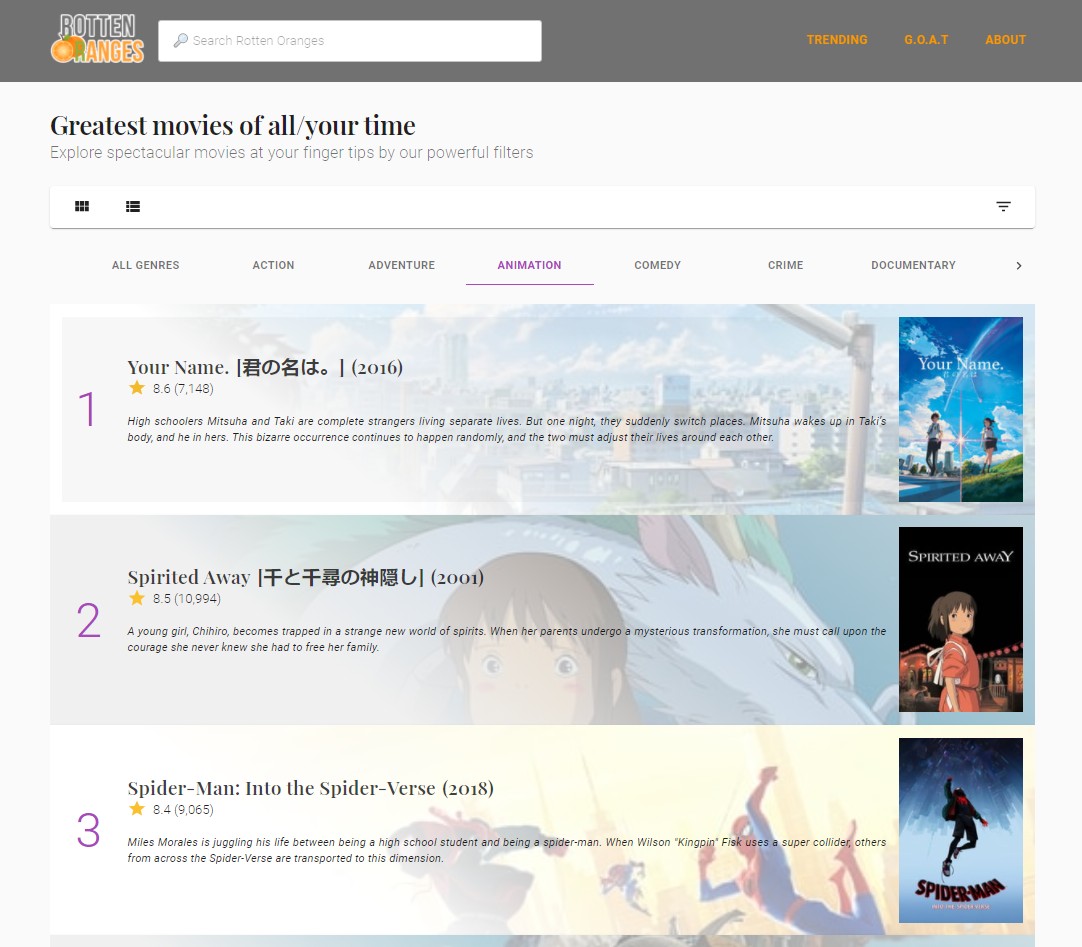 ROTTEN
ORANGES
Search Rotten Oranges
TRENDING
G.O.A.T
ABOUT
Greatest movies of all/your time
Explore spectacular movies at your finger tips by our powerful filters
ALL GENRES
ACTION
ADVENTURE
ANIMATION
COMEDY
CRIME
DOCUMENTARY
1
Your Name. |君の名は。| (2016)
8.6 (7,148)
High schoolers Mitsuha and Taki are complete strangers living separate lives. But one night, they suddenly switch places. Mitsuha wakes up in Taki's
body, and he in hers. This bizarre occurrence continues to happen randomly, and the two must adjust their lives around each other.
Your Name.
君の名は。
2
Spirited Away |千と千尋の神隠し| (2001)
8.5 (10,994)
A young girl, Chihiro, becomes trapped in a strange new world of spirits. When her parents undergo a mysterious transformation, she must call upon the
courage she never knew she had to free her family.
SPIRITED AWAY
3
Spider-Man: Into the Spider-Verse (2018)
8.4 (9,065)
Miles Morales is juggling his life between being a high school student and being a spider-man. When Wilson "Kingpin" Fisk uses a super collider, others
from across the Spider-Verse are transported to this dimension.
SPIDER-MAN
INTO THE SPIDER-VERSE